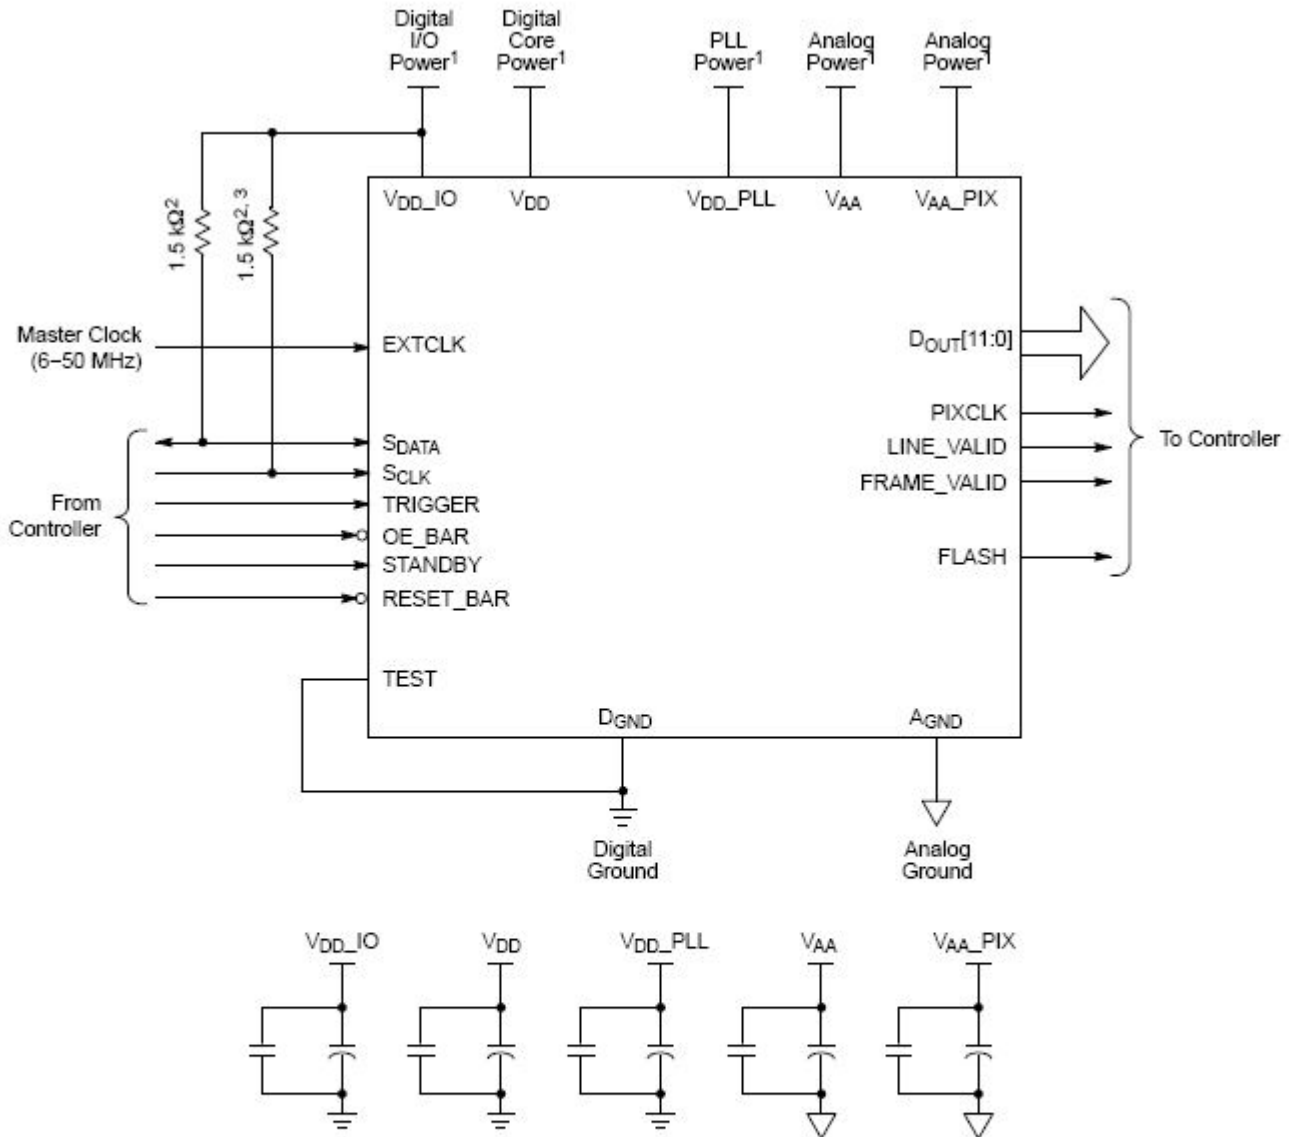 Digital
I/O
Power1
Digital
Core
Power1
PLL
Power1
Analog
Power1
Analog
Power1
VDD_IO
VDD
VDD_PLL
VAA
VAA_PIX
1.5 kΩ2
1.5 kΩ2, 3
Master Clock
(6–50 MHz)
EXTCLK
DOUT[11:0]
PIXCLK
LINE_VALID
FRAME_VALID
FLASH
To Controller
SDATA
SCLK
TRIGGER
OE_BAR
STANDBY
RESET_BAR
From
Controller
TEST
DGND
AGND
Digital
Ground
Analog
Ground
VDD_IO
VDD
VDD_PLL
VAA
VAA_PIX